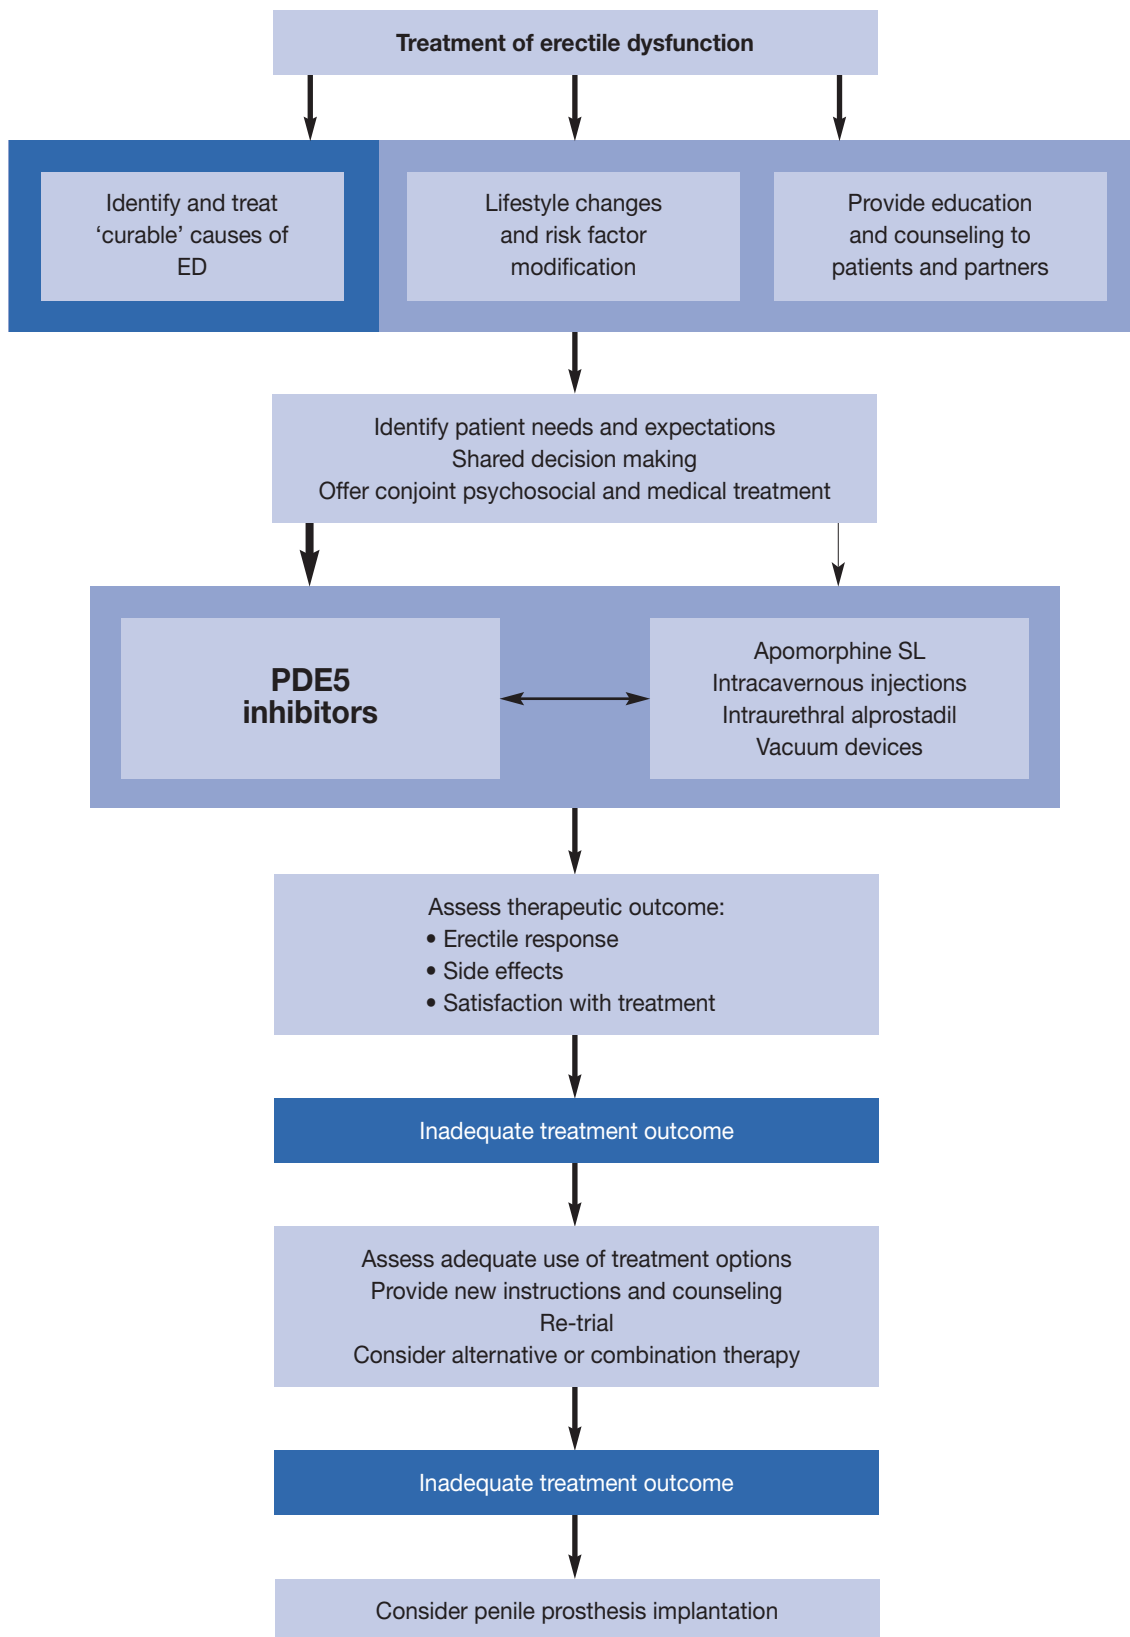 Treatment of erectile dysfunction
Identify and treat
‘curable’ causes of
ED
Lifestyle changes
and risk factor
modification
Provide education
and counseling to
patients and partners
Identify patient needs and expectations
Shared decision making
Offer conjoint psychosocial and medical treatment
PDE5
inhibitors
Apomorphine SL
Intracavernous injections
Intraurethral alprostadil
Vacuum devices
Assess therapeutic outcome:
• Erectile response
• Side effects
• Satisfaction with treatment
Inadequate treatment outcome
Assess adequate use of treatment options
Provide new instructions and counseling
Re-trial
Consider alternative or combination therapy
Inadequate treatment outcome
Consider penile prosthesis implantation